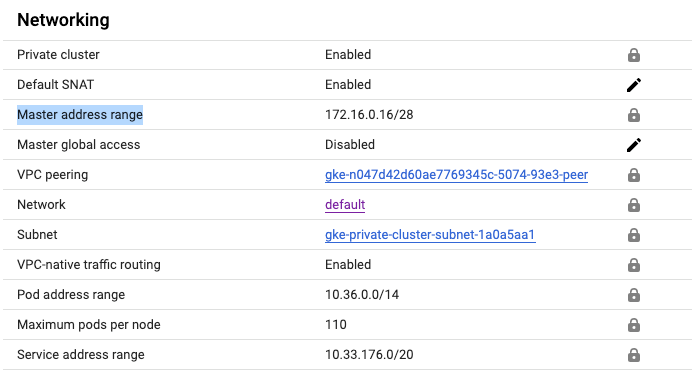 Networking
Private cluster Enabled
Default SNAT Enabled
Master address range 172.16.0.16/28
Master global access Disabled
VPC peering gke-n047d42d60ae7769345c-5074-93e3-peer
Network default
Subnet gke-private-cluster-subnet-1a0a5aa1
VPC-native traffic routing Enabled
Pod address range 10.36.0.0/14
Maximum pods per node 110
Service address range 10.33.176.0/20